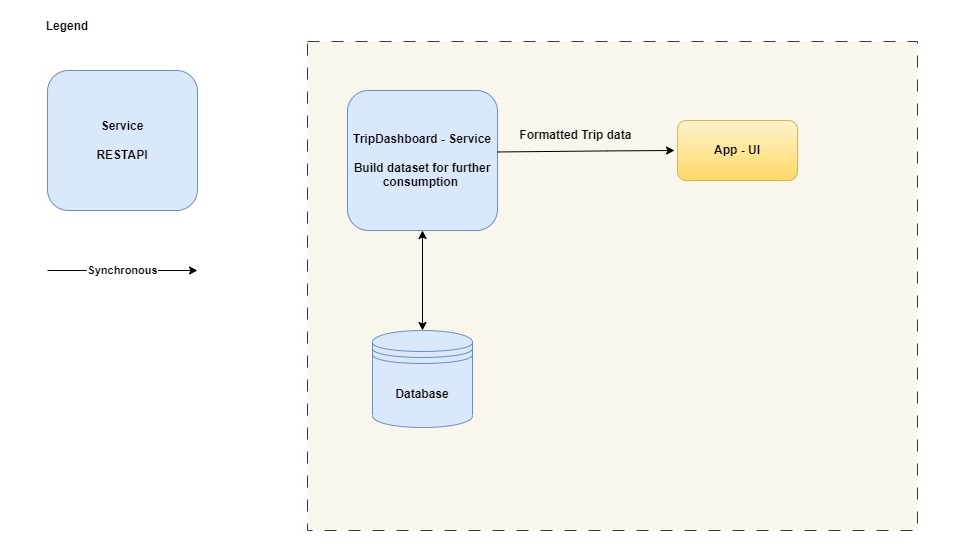 Legend
Service
RESTAPI
Synchronous
TripDashboard - Service
Build dataset for further
consumption
Formatted Trip data
App - UI
Database